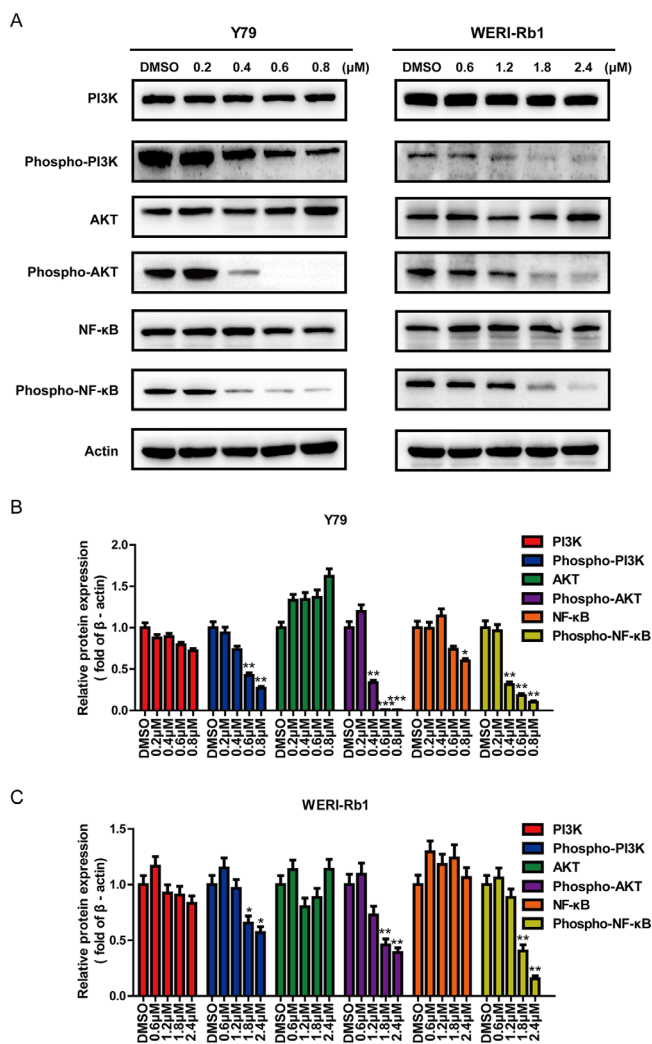 A
Y79
WERI-Rb1
DMSO 0.2 0.4 0.6 0.8 (μM)
DMSO 0.6 1.2 1.8 2.4 (μM)
PI3K
Phospho-PI3K
AKT
Phospho-AKT
NF-κB
Phospho-NF-κB
Actin
B
Y79
Relative protein expression
( fold of β - actin)
2.0
1.5
1.0
0.5
0.0
** **
** *** ***
*
** ** **
DMSO 0.2μM 0.4μM 0.6μM 0.8μM DMSO 0.2μM 0.4μM 0.6μM 0.8μM DMSO 0.2μM 0.4μM 0.6μM 0.8μM DMSO 0.2μM 0.4μM 0.6μM 0.8μM DMSO 0.2μM 0.4μM 0.6μM 0.8μM DMSO 0.2μM 0.4μM 0.6μM 0.8μM
PI3K
Phospho-PI3K
AKT
Phospho-AKT
NF-κB
Phospho-NF-κB
C
WERI-Rb1
Relative protein expression
( fold of β - actin)
1.5
1.0
0.5
0.0
* *
** **
** **
DMSO 0.6μM 1.2μM 1.8μM 2.4μM DMSO 0.6μM 1.2μM 1.8μM 2.4μM DMSO 0.6μM 1.2μM 1.8μM 2.4μM DMSO 0.6μM 1.2μM 1.8μM 2.4μM DMSO 0.6μM 1.2μM 1.8μM 2.4μM DMSO 0.6μM 1.2μM 1.8μM 2.4μM
PI3K
Phospho-PI3K
AKT
Phospho-AKT
NF-κB
Phospho-NF-κB